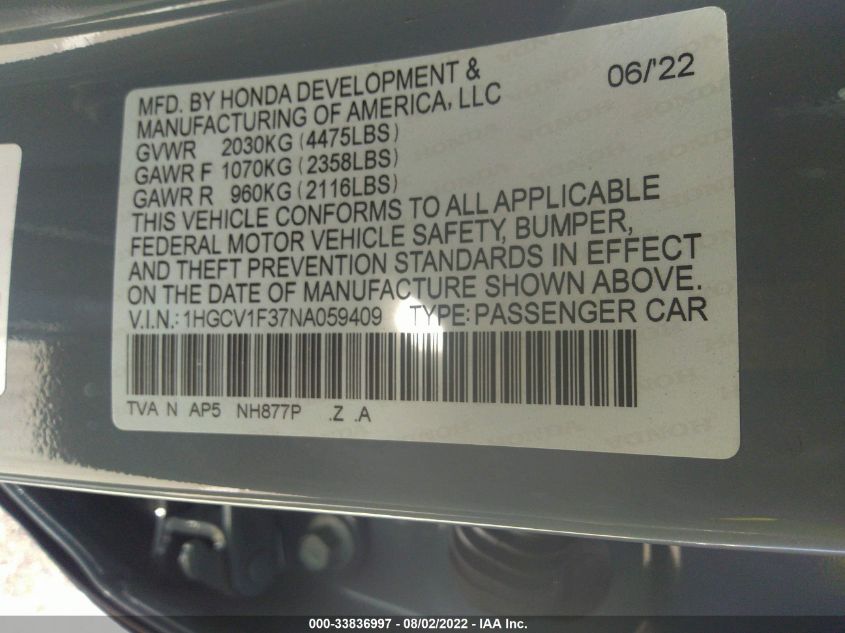 MFD. BY HONDA DEVELOPMENT & 06/'22
MANUFACTURING OF AMERICA, LLC
GVWR 2030KG (4475LBS)
GAWR F 1070KG (2358LBS)
GAWR R 960KG (2116LBS)
THIS VEHICLE CONFORMS TO ALL APPLICABLE
FEDERAL MOTOR VEHICLE SAFETY, BUMPER,
AND THEFT PREVENTION STANDARDS IN EFFECT
ON THE DATE OF MANUFACTURE SHOWN ABOVE.
V.I.N.: 1HGCV1F37NA059409 TYPE: PASSENGER CAR
TVA N AP5 NH877P .Z .A
000-33836997 - 08/02/2022 - IAA Inc.